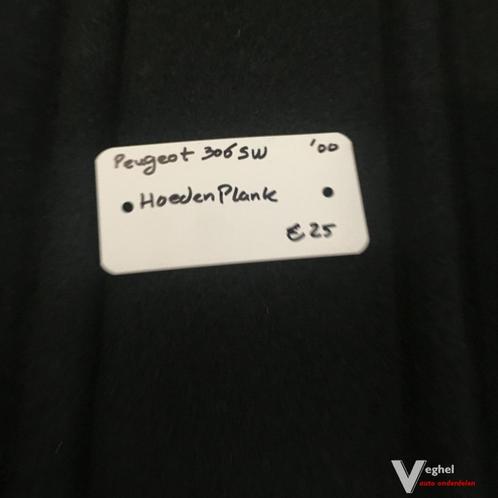 Peugeot 306 SW '00
HoedenPlank
€ 25
Veghel
auto onderdelen